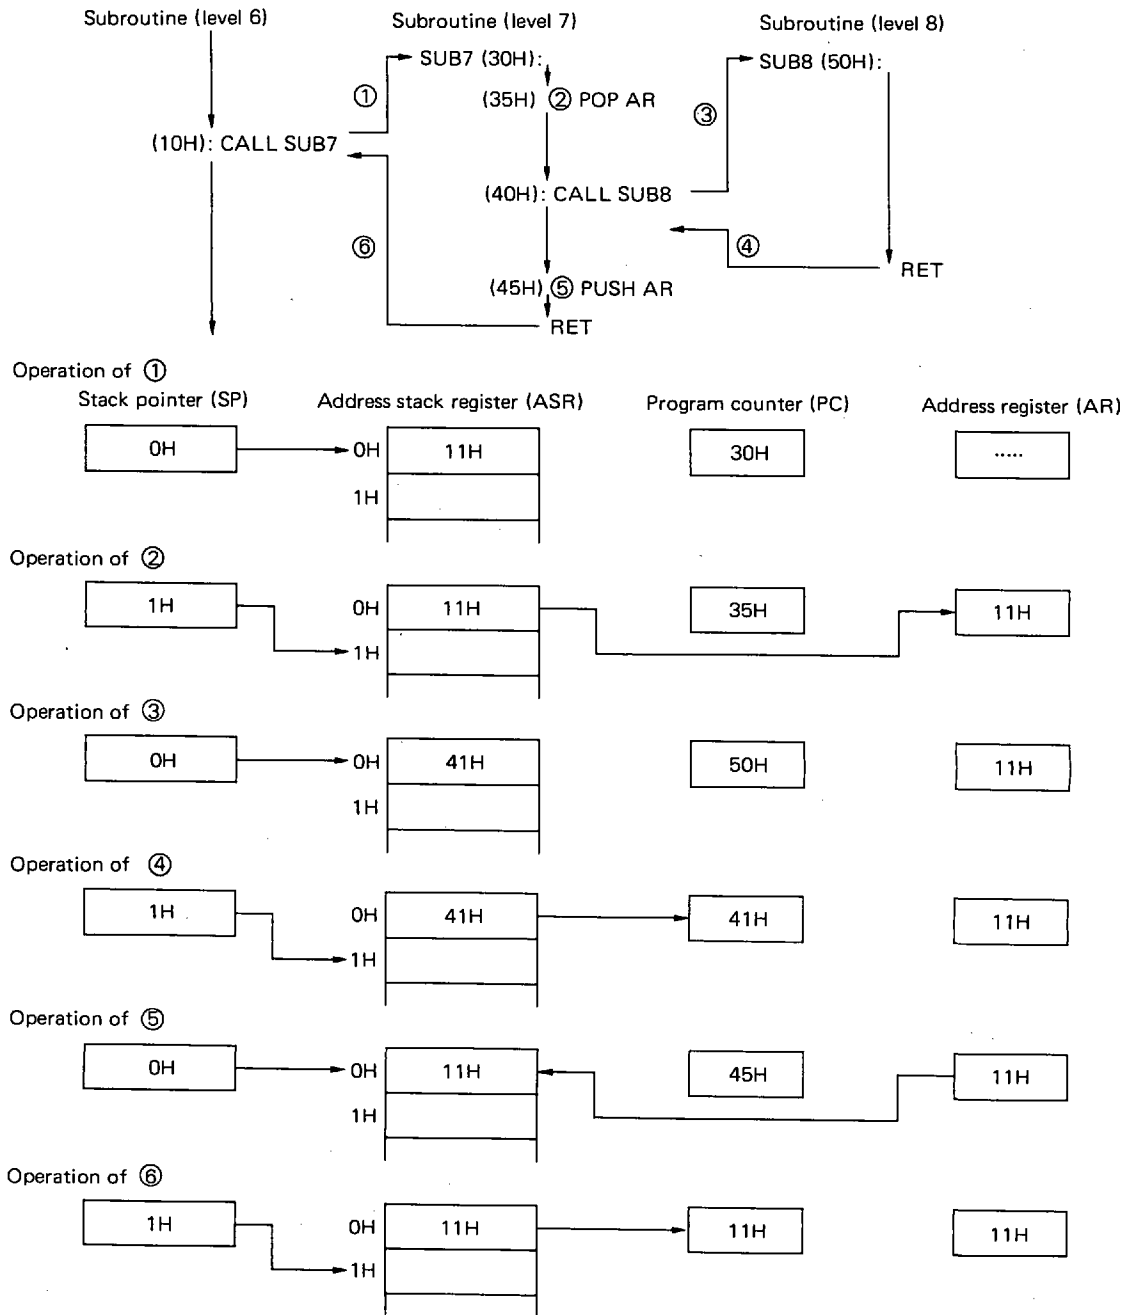 Subroutine (level 6) Subroutine (level 7) Subroutine (level 8)
① SUB7 (30H): ③ SUB8 (50H):
(35H) ② POP AR
(10H): CALL SUB7
(40H): CALL SUB8
⑥ ④
RET
(45H) ⑤ PUSH AR
RET
Operation of ①
Stack pointer (SP) Address stack register (ASR) Program counter (PC) Address register (AR)
0H 0H 11H 30H .....
1H
Operation of ②
1H 0H 11H 35H 11H
1H
Operation of ③
0H 0H 41H 50H 11H
1H
Operation of ④
1H 0H 41H 41H 11H
1H
Operation of ⑤
0H 0H 11H 45H 11H
1H
Operation of ⑥
1H 0H 11H 11H 11H
1H